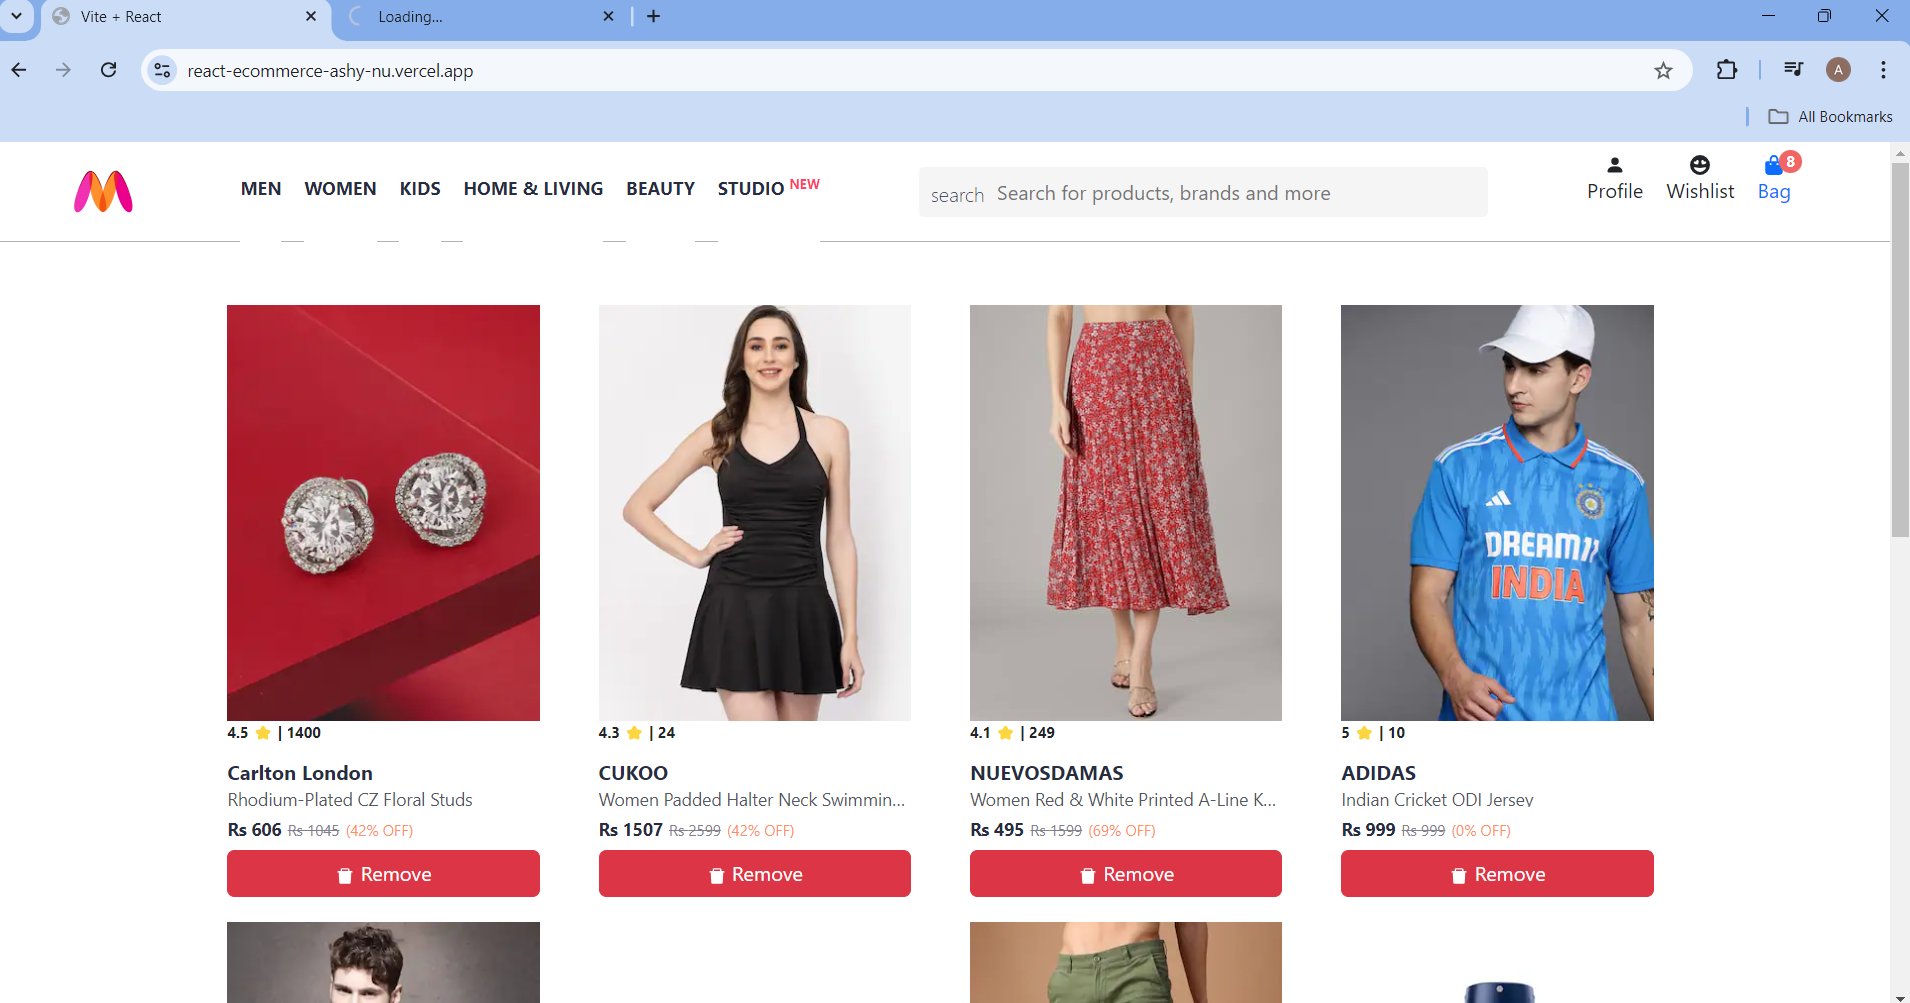 Vite + React
Loading...
react-ecommerce-ashy-nu.vercel.app
A
All Bookmarks
MEN WOMEN KIDS HOME & LIVING BEAUTY STUDIO NEW
search Search for products, brands and more
8
Profile Wishlist Bag
DREAM11
INDIA
4.5 ⭐ | 1400
Carlton London
Rhodium-Plated CZ Floral Studs
Rs 606 Rs 1045 (42% OFF)
Remove
4.3 ⭐ | 24
CUKOO
Women Padded Halter Neck Swimmin...
Rs 1507 Rs 2599 (42% OFF)
Remove
4.1 ⭐ | 249
NUEVOSDAMAS
Women Red & White Printed A-Line K...
Rs 495 Rs 1599 (69% OFF)
Remove
5 ⭐ | 10
ADIDAS
Indian Cricket ODI Jersey
Rs 999 Rs 999 (0% OFF)
Remove